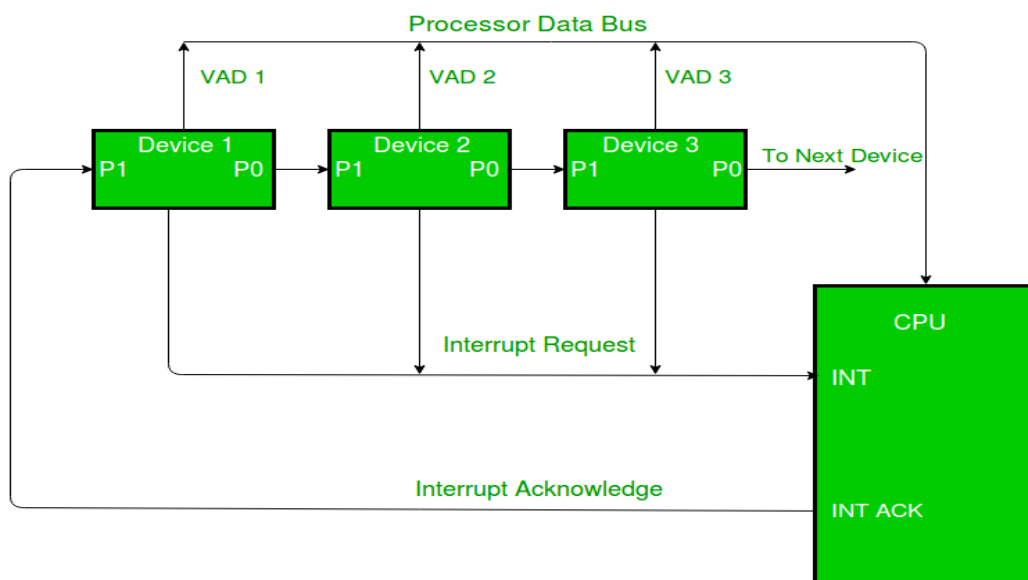 Processor Data Bus
VAD 1
VAD 2
VAD 3
Device 1
P1
P0
Device 2
P1
P0
Device 3
P1
P0
To Next Device
CPU
Interrupt Request
INT
Interrupt Acknowledge
INT ACK